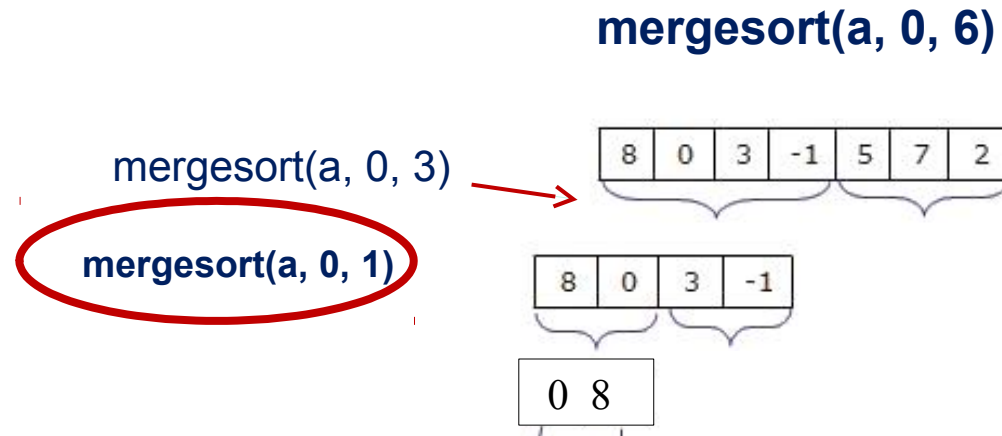 mergesort(a, 0, 6)
8 0 3 -1 5 7 2
mergesort(a, 0, 3)
mergesort(a, 0, 1)
8 0 3 -1
0 8